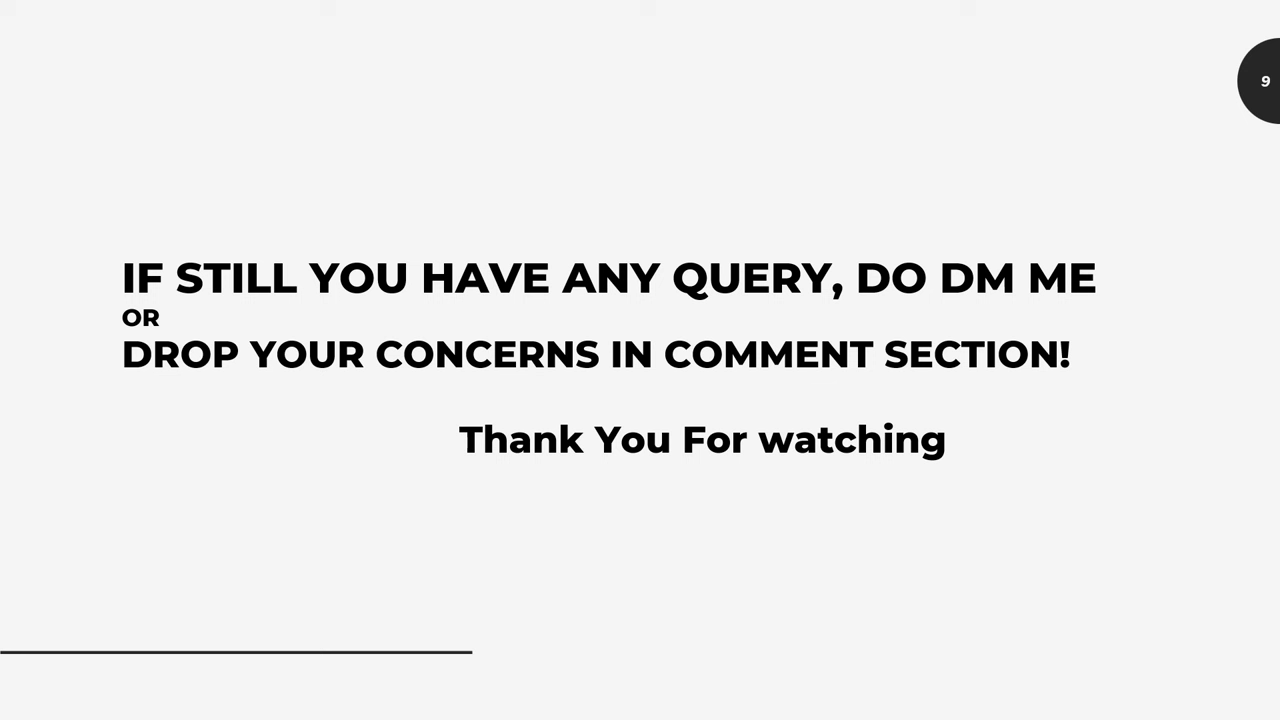 9
IF STILL YOU HAVE ANY QUERY, DO DM ME
OR
DROP YOUR CONCERNS IN COMMENT SECTION!
Thank You For watching